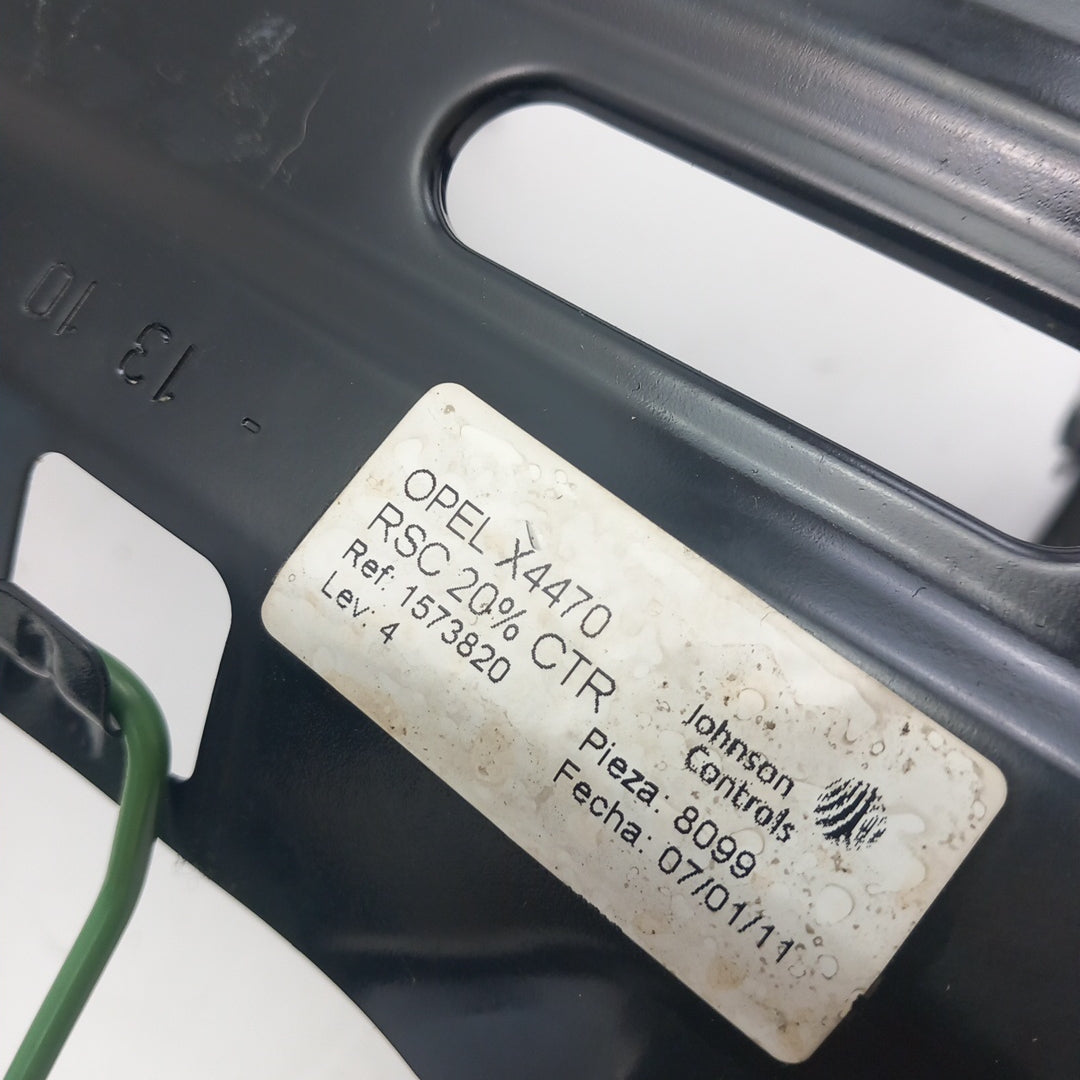 10
13
-
OPEL X4470
RSC 20% CTR
Ref: 1573820
Lev: 4
Johnson
Controls
Pieza: 8099
Fecha: 07/01/11